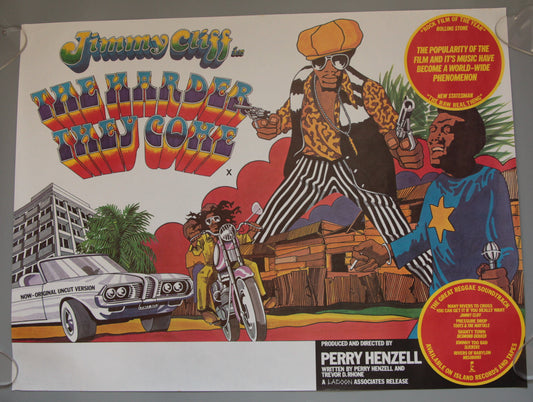 Jimmy Cliff in
THE HARDER
THEY COME
x
"ROCK FILM OF THE YEAR"
ROLLING STONE
THE POPULARITY OF THE
FILM AND IT'S MUSIC HAVE
BECOME A WORLD-WIDE
PHENOMENON
NEW STATESMAN
"THE RAW REAL THING"
NOW-ORIGINAL UNCUT VERSION
THE GREAT REGGAE SOUNDTRACK
MANY RIVERS TO CROSS
YOU CAN GET IT IF YOU REALLY WANT
JIMMY CLIFF
PRESSURE DROP
TOOTS & THE MAYTALS
SHANTY TOWN
DESMOND DEKKER
JOHNNY TOO BAD
SLICKERS
RIVERS OF BABYLON
MELODIANS
AVAILABLE ON ISLAND RECORDS AND TAPES
PRODUCED AND DIRECTED BY
PERRY HENZELL
WRITTEN BY PERRY HENZELL AND
TREVOR D. RHONE
A LAGOON ASSOCIATES RELEASE